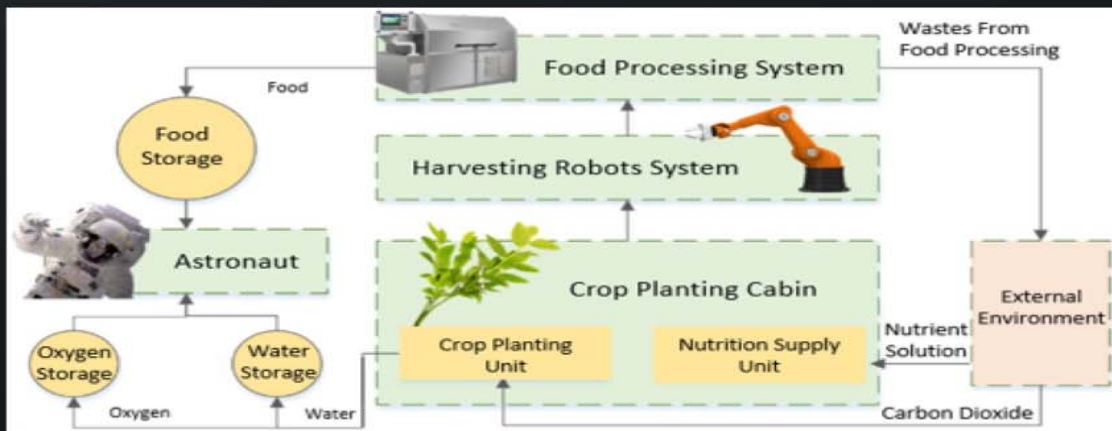 Wastes From
Food Processing
Food Processing System
Food
Food
Storage
Harvesting Robots System
Astronaut
Crop Planting Cabin
External
Environment
Oxygen
Storage
Water
Storage
Crop Planting
Unit
Nutrition Supply
Unit
Nutrient
Solution
Oxygen
Water
Carbon Dioxide